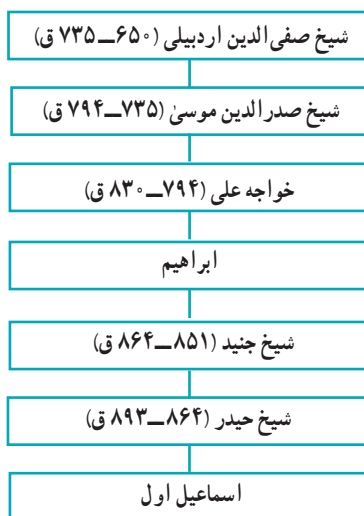 شیخ صفی‌الدین اردبیلی (۶۵۰ــ۷۳۵ ق)
شیخ صدرالدین موسیٰ (۷۳۵ــ۷۹۴ ق)
خواجه علی (۷۹۴ــ۸۳۰ ق)
ابراهیم
شیخ جنید (۸۵۱ــ۸۶۴ ق)
شیخ حیدر (۸۶۴ــ۸۹۳ ق)
اسماعیل اول